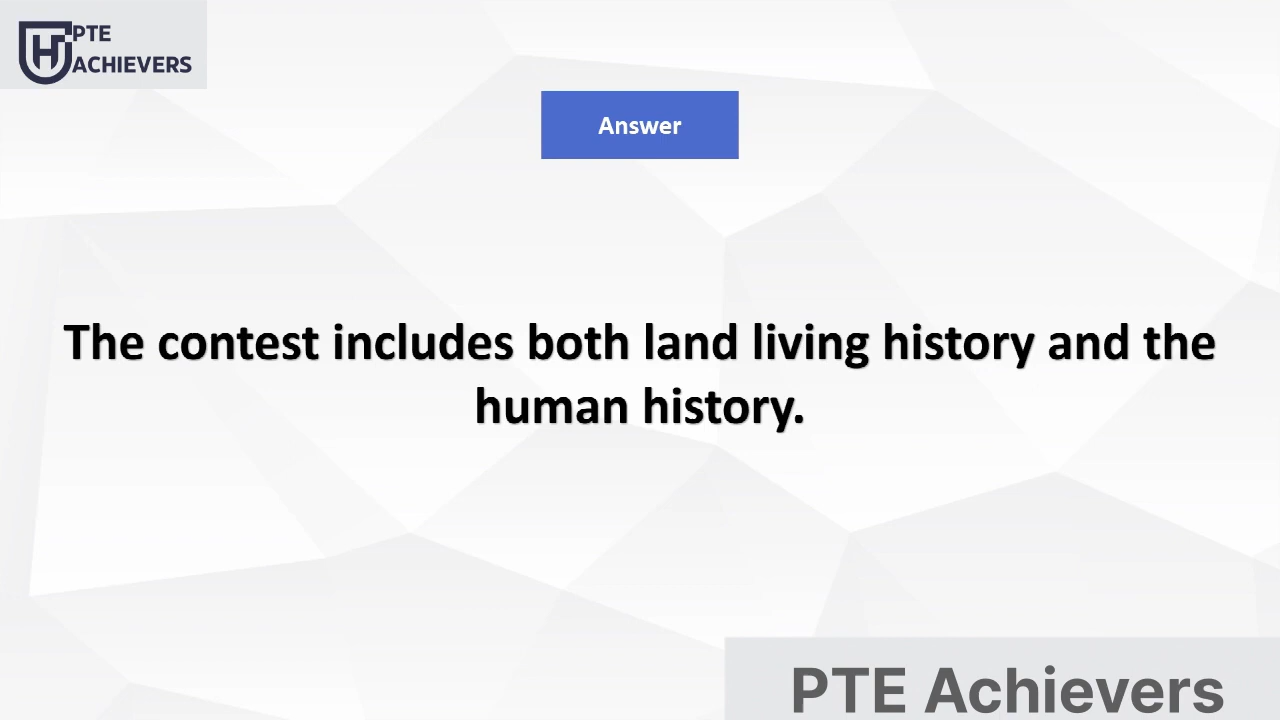 PTE
ACHIEVERS
Answer
The contest includes both land living history and the
human history.
PTE Achievers